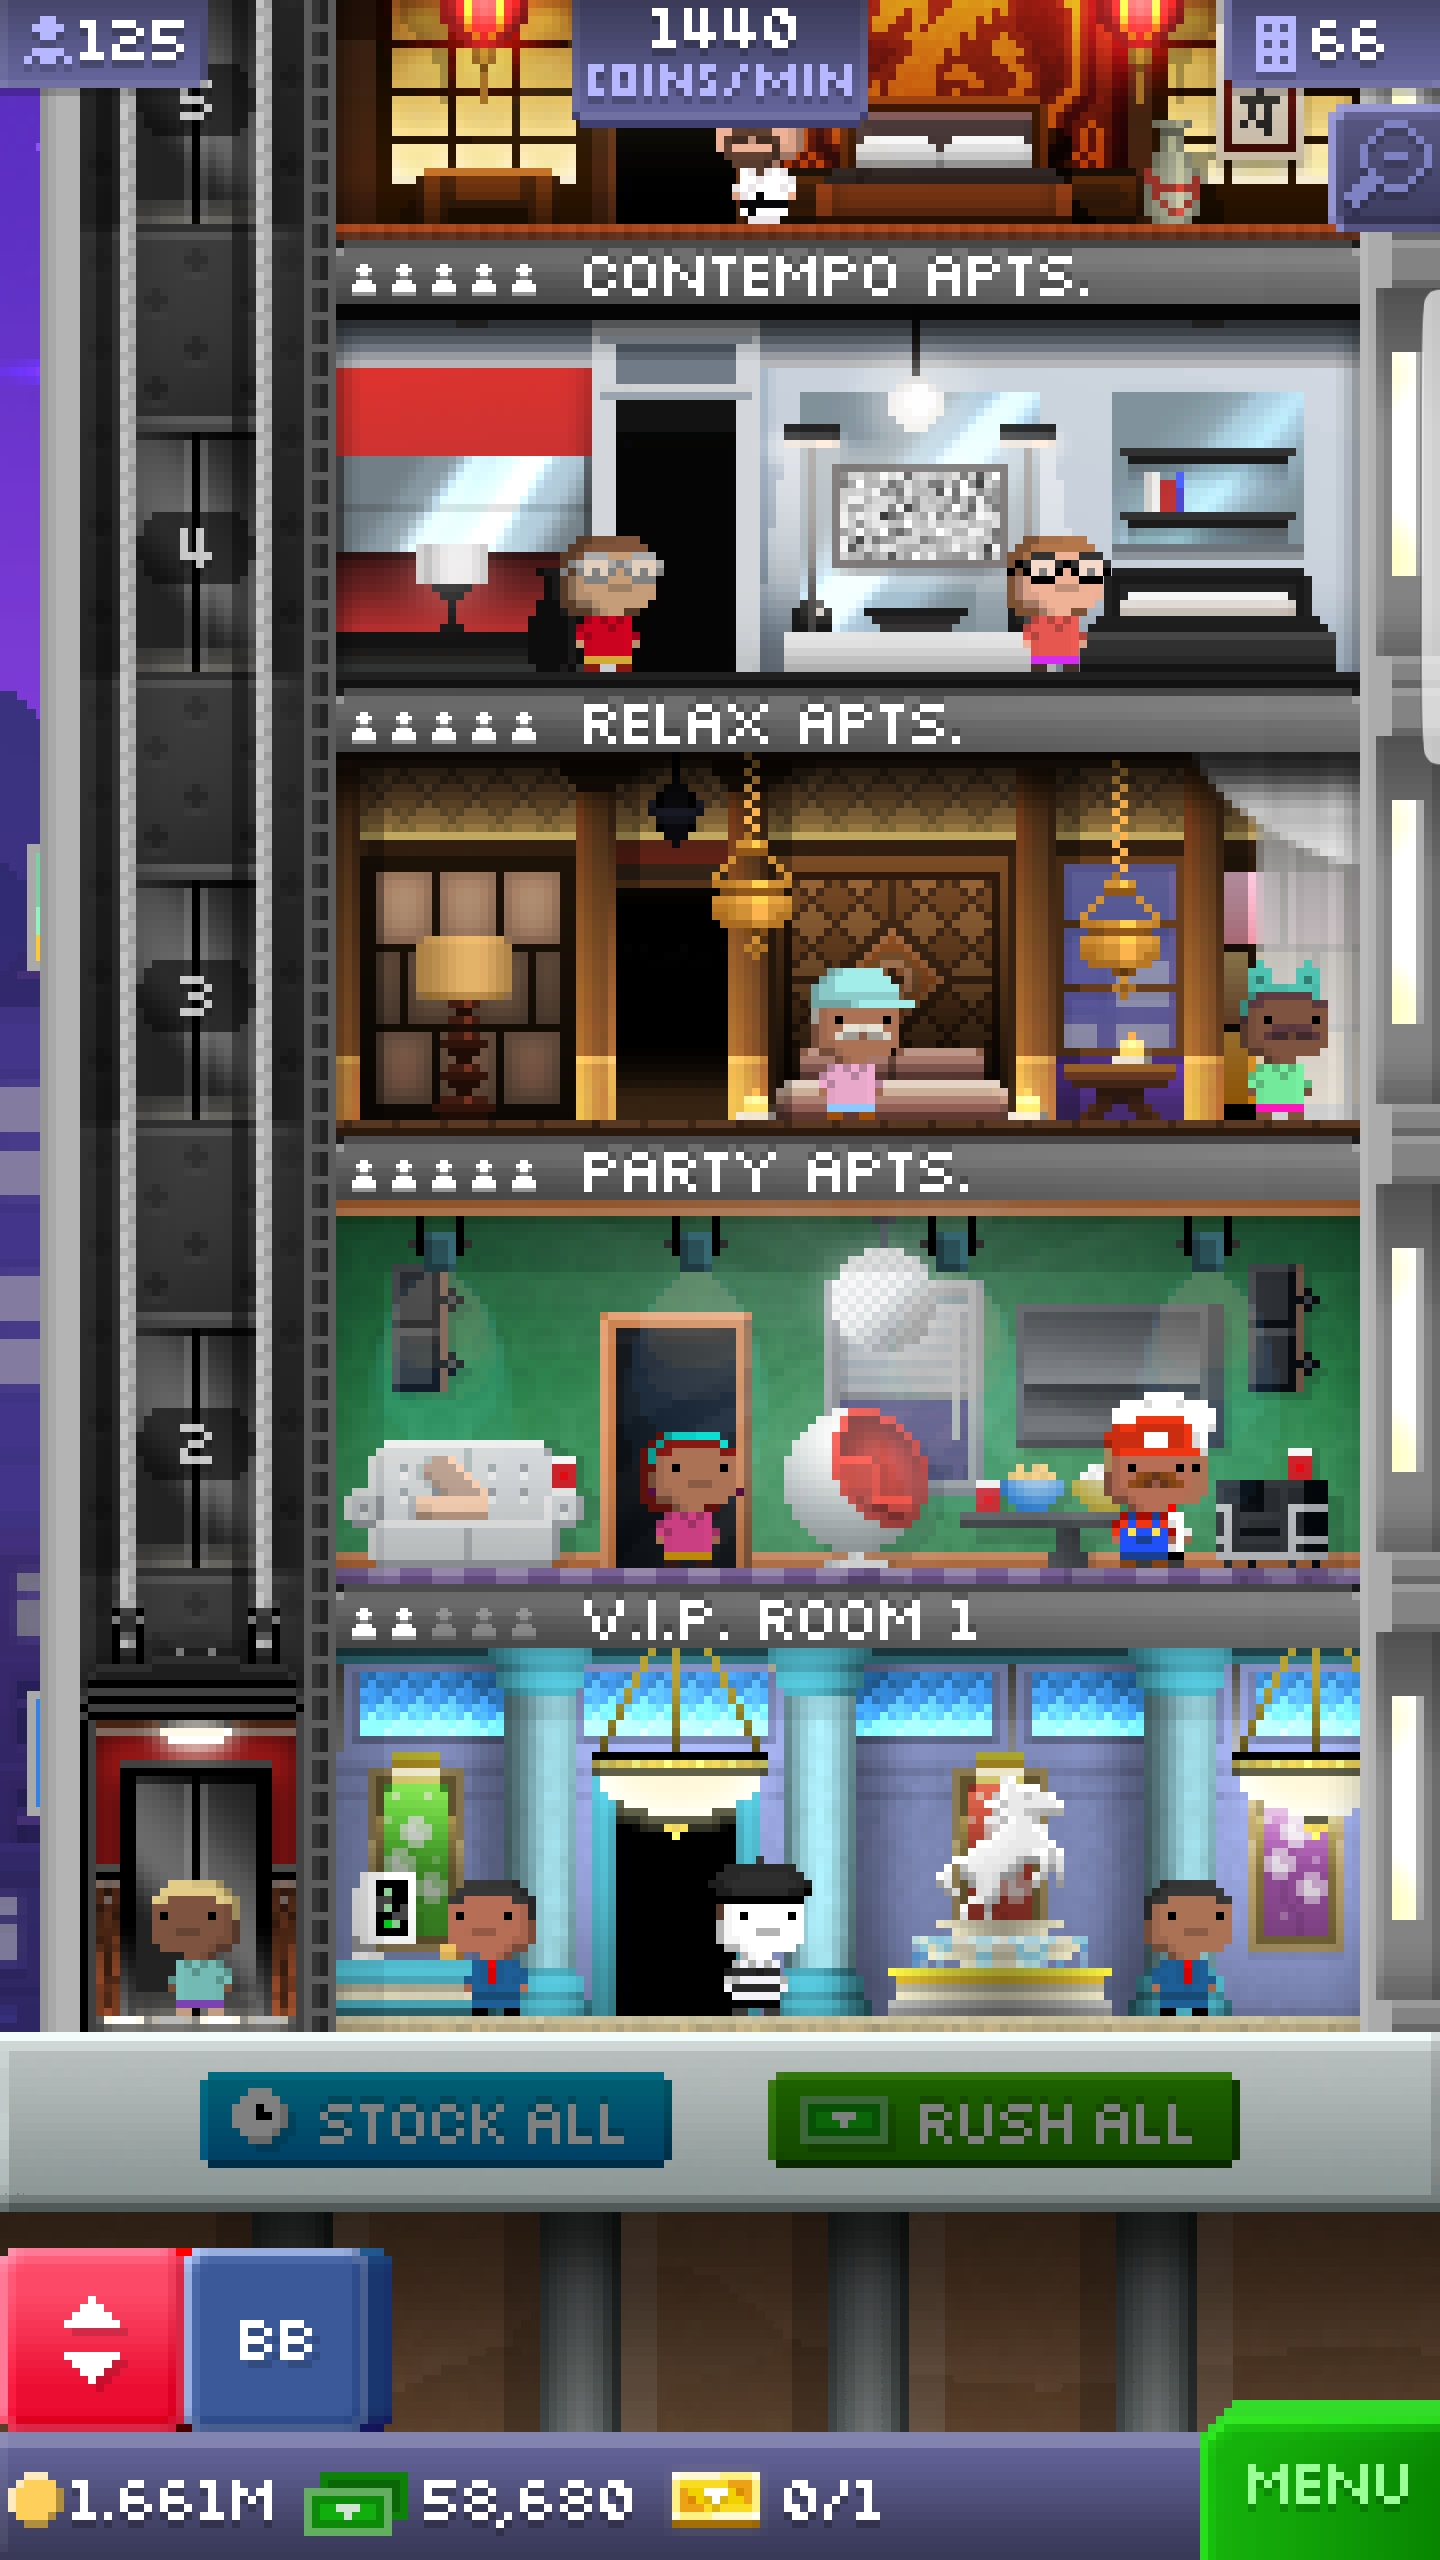 125
1440
COINS/MIN
66
5
CONTEMPO APTS.
4
RELAX APTS.
3
PARTY APTS.
2
V.I.P. ROOM 1
STOCK ALL
RUSH ALL
BB
MENU
1.661M
58,680
0/1